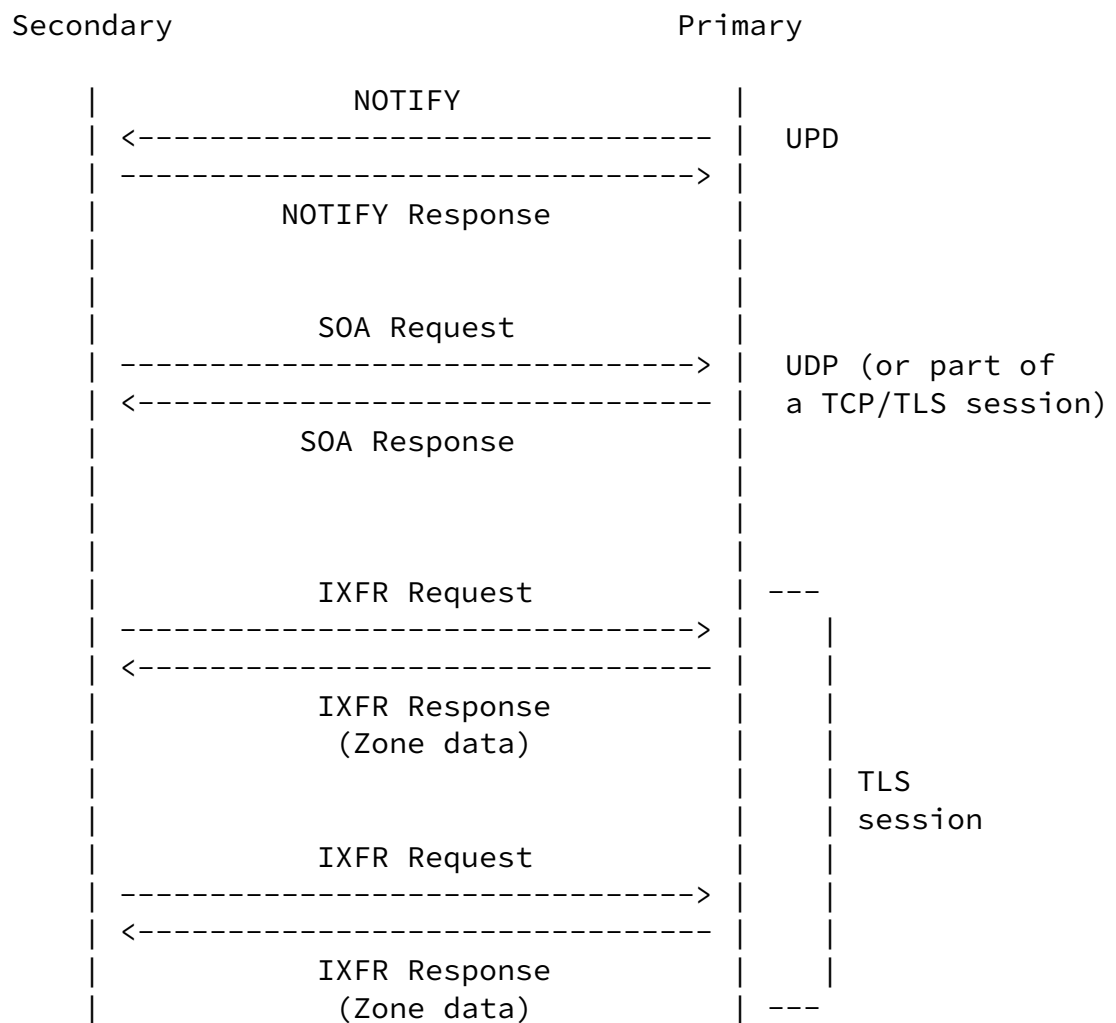 Secondary Primary
NOTIFY
UPD
NOTIFY Response
SOA Request
UDP (or part of
a TCP/TLS session)
SOA Response
IXFR Request
IXFR Response
(Zone data)
TLS
session
IXFR Request
IXFR Response
(Zone data)